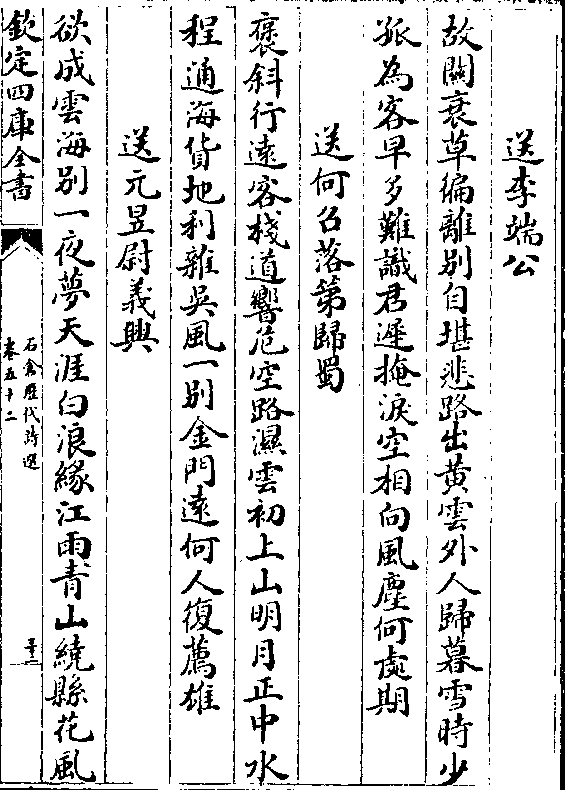 送李端公
故關衰草徧離别自堪悲路出黄雲外人歸暮雪時少
孤為客早多難識君遲掩淚空相向風塵何處期
送何召落第歸蜀
褒斜行遠客棧道響危空路濕雲初上山明月正中水
程通海貨地利雜吳風一别金門遠何人復薦雄
送元昱尉義興
欲成雲海别一夜夢天涯白浪緣江雨青山繞縣花風
欽定四庫全書
石倉歷代詩選
卷五十二